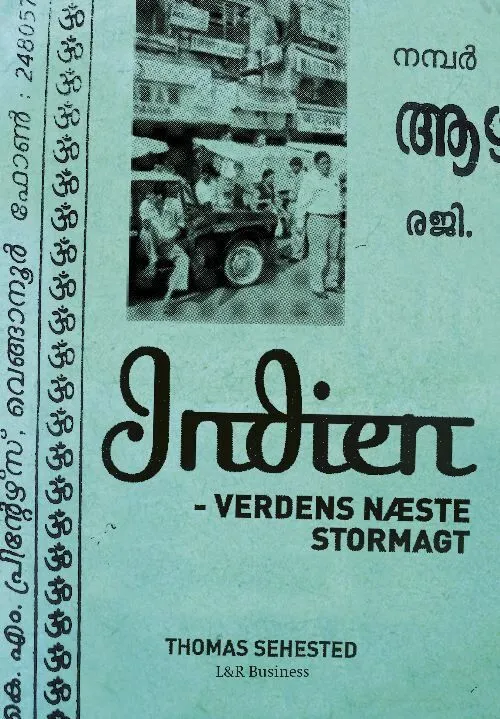 കെ. എം. പ്രിന്റേഴ്സ്, വെങ്ങാനൂർ ഫോൺ : 248057
നമ്പർ
രജി.
Indien
- VERDENS NÆSTE
STORMAGT
THOMAS SEHESTED
L&R Business